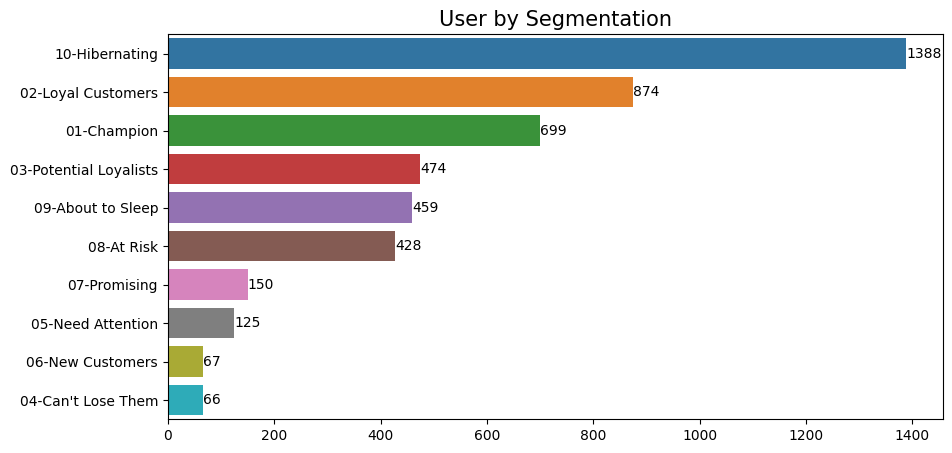 User by Segmentation
10-Hibernating 1388
02-Loyal Customers 874
01-Champion 699
03-Potential Loyalists 474
09-About to Sleep 459
08-At Risk 428
07-Promising 150
05-Need Attention 125
06-New Customers 67
04-Can't Lose Them 66
0 200 400 600 800 1000 1200 1400